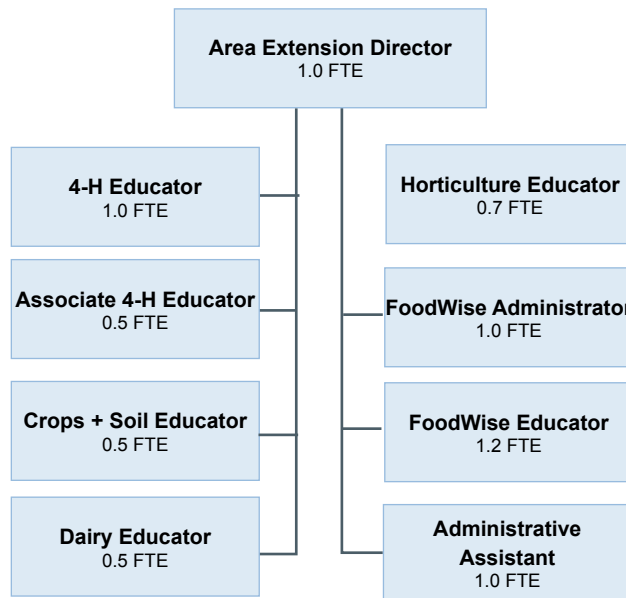 Area Extension Director
1.0 FTE
4-H Educator
1.0 FTE
Associate 4-H Educator
0.5 FTE
Crops + Soil Educator
0.5 FTE
Dairy Educator
0.5 FTE
Horticulture Educator
0.7 FTE
FoodWise Administrator
1.0 FTE
FoodWise Educator
1.2 FTE
Administrative
Assistant
1.0 FTE